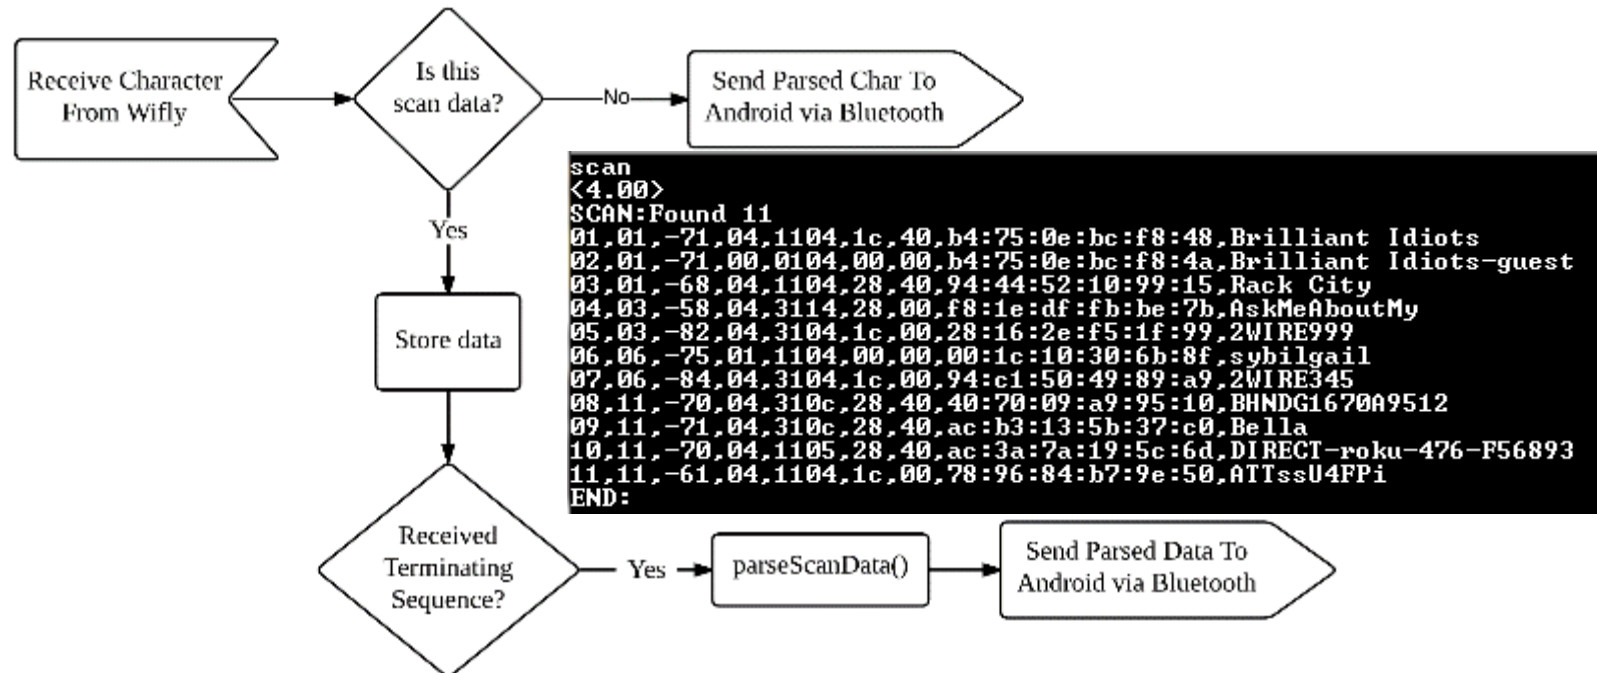 Receive Character
From Wifly
Is this
scan data?
No
Send Parsed Char To
Android via Bluetooth
Yes
Store data
scan
<4.00>
SCAN:Found 11
01,01,-71,04,1104,1c,40,b4:75:0e:bc:f8:48,Brilliant Idiots
02,01,-71,00,0104,00,00,b4:75:0e:bc:f8:4a,Brilliant Idiots-guest
03,01,-68,04,1104,28,40,94:44:52:10:99:15,Rack City
04,03,-58,04,3114,28,00,f8:1e:df:fb:be:7b,AskMeAboutMy
05,03,-82,04,3104,1c,00,28:16:2e:f5:1f:99,2WIRE999
06,06,-75,01,1104,00,00,00:1c:10:30:6b:8f,sybilgail
07,06,-84,04,3104,1c,00,94:c1:50:49:89:a9,2WIRE345
08,11,-70,04,310c,28,40,40:70:09:a9:95:10,BHNDG1670A9512
09,11,-71,04,310c,28,40,ac:b3:13:5b:37:c0,Bella
10,11,-70,04,1105,28,40,ac:3a:7a:19:5c:6d,DIRECT-roku-476-F56893
11,11,-61,04,1104,1c,00,78:96:84:b7:9e:50,ATTssU4FPi
END:
Received
Terminating
Sequence?
Yes
parseScanData()
Send Parsed Data To
Android via Bluetooth